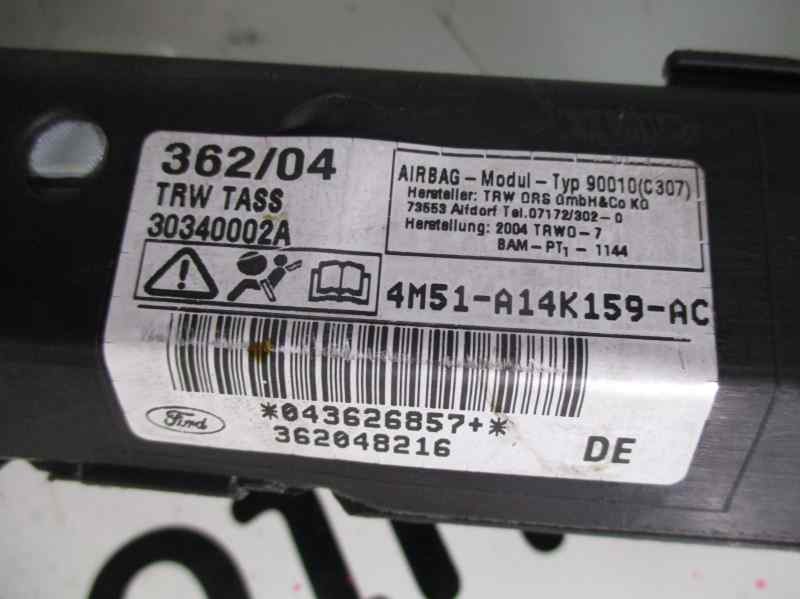 362/04
TRW TASS
30340002A
AIRBAG-Modul-Typ 90010(C307)
Hersteller: TRW ORS GmbH&Co KG
73553 Alfdorf Tel.07172/302-0
Herstellung: 2004 TRWO-7
BAM-PT1-1144
4M51-A14K159-AC
*043626857+*
Ford
362048216
DE